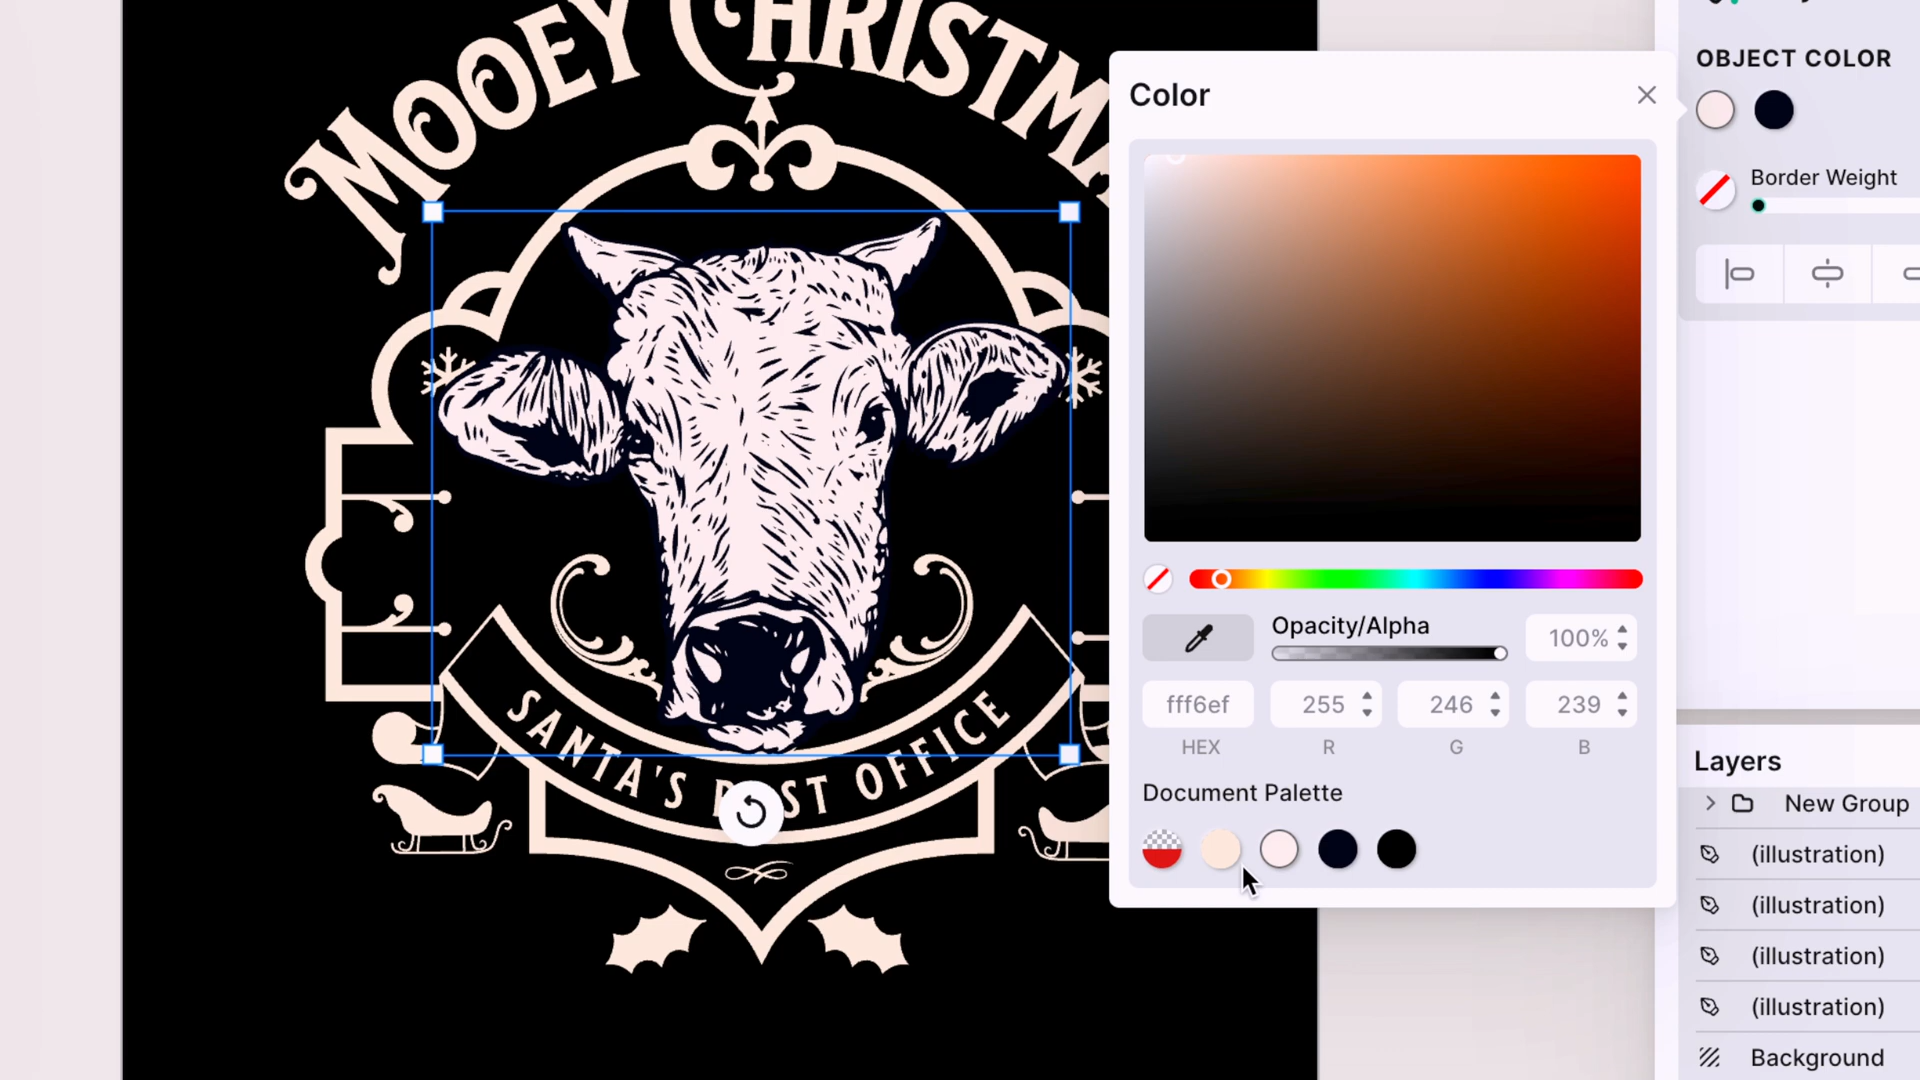 MOOEY CHRISTMA
SANTA'S POST OFFICE
Color
Opacity/Alpha
100%
fff6ef
255
246
239
HEX
R
G
B
Document Palette
OBJECT COLOR
Border Weight
Layers
New Group
(illustration)
(illustration)
(illustration)
(illustration)
Background